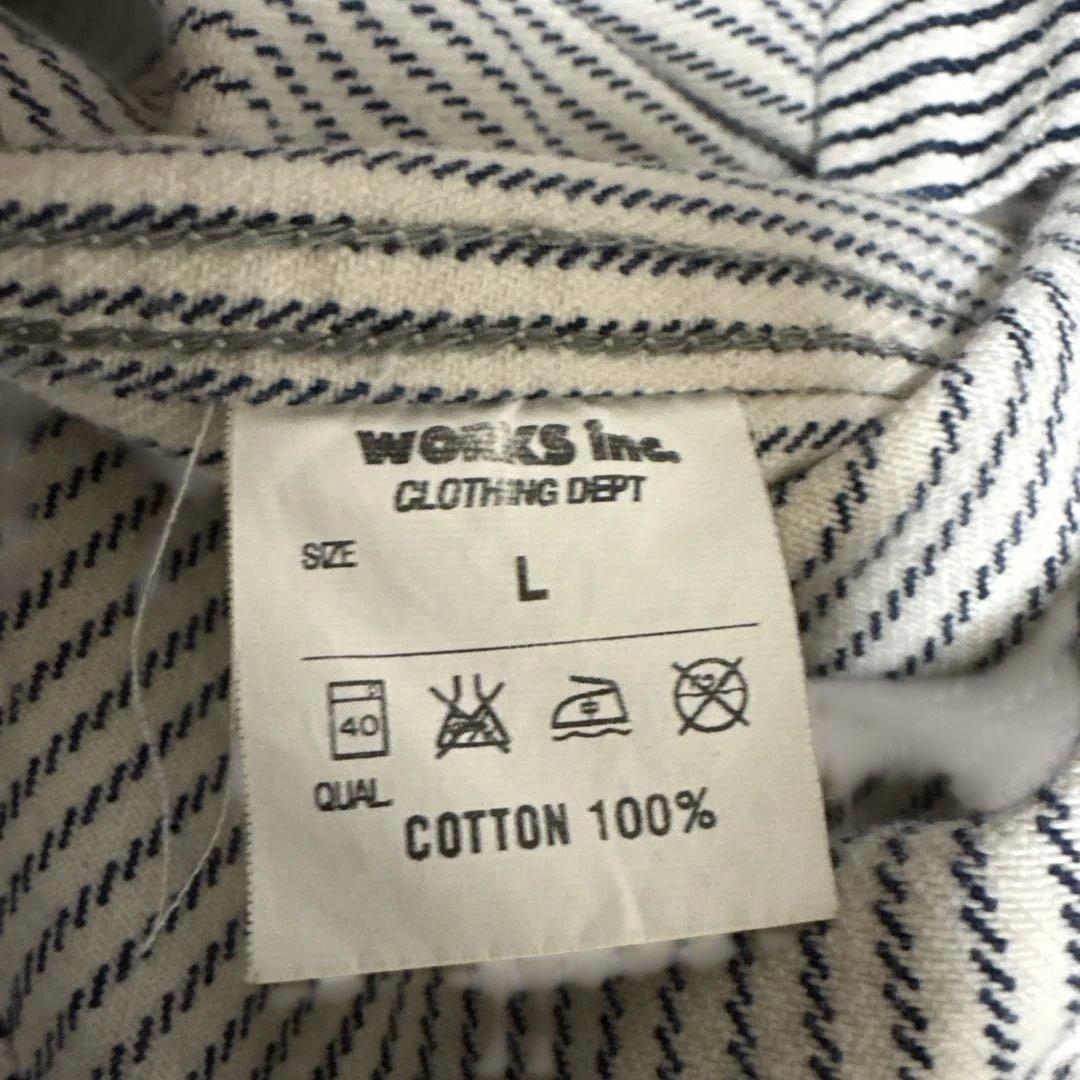 WORKS inc.
CLOTHING DEPT
SIZE
L
40
QUAL.
COTTON 100%